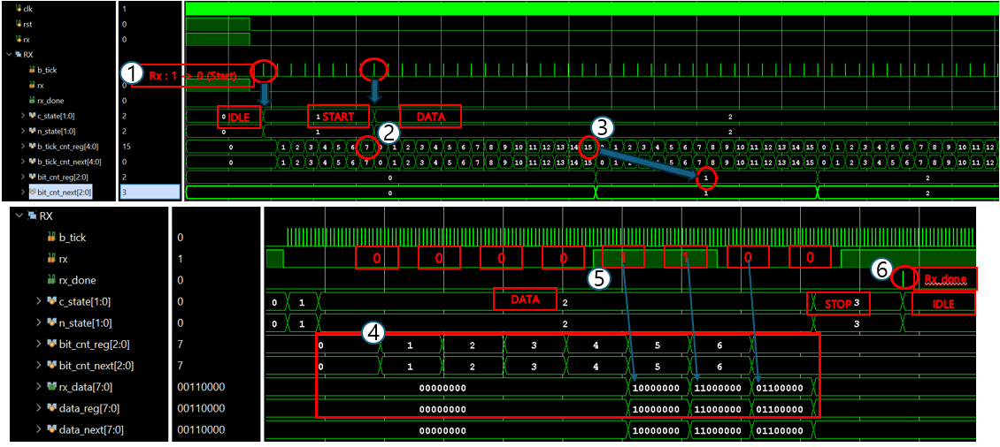 clk 1
rst 0
rx 0
RX
b_tick
① Rx : 1 -> 0 (Start)
rx 0
rx_done 0
c_state[1:0] 2 0 IDLE 1 START DATA 2
n_state[1:0] 2 0 1 2
② ③
b_tick_cnt_reg[4:0] 15 0 1 2 3 4 5 6 7 0 1 2 3 4 5 6 7 8 9 10 11 12 13 14 15 0 1 2 3 4 5 6 7 8 9 10 11 12 13 14 15 0 1 2 3 4 5 6 7 8 9 10 11 12
b_tick_cnt_next[4:0] 0 0 1 2 3 4 5 6 7 0 1 2 3 4 5 6 7 8 9 10 11 12 13 14 15 0 1 2 3 4 5 6 7 8 9 10 11 12 13 14 15 0 1 2 3 4 5 6 7 8 9 10 11 12
bit_cnt_reg[2:0] 2 0 1 2
bit_cnt_next[2:0] 3 0 1 2
RX
b_tick 0
rx 1 0 0 0 0 1 1 0 0
rx_done 0 ⑤ ⑥ Rx_done
c_state[1:0] 0 0 1 DATA 2 STOP 3 IDLE
n_state[1:0] 0 0 1 2 3
④
bit_cnt_reg[2:0] 7 0 1 2 3 4 5 6
bit_cnt_next[2:0] 7 0 1 2 3 4 5 6
rx_data[7:0] 00110000 00000000 10000000 11000000 01100000
data_reg[7:0] 00110000 00000000 10000000 11000000 01100000
data_next[7:0] 00110000 00000000 10000000 11000000 01100000